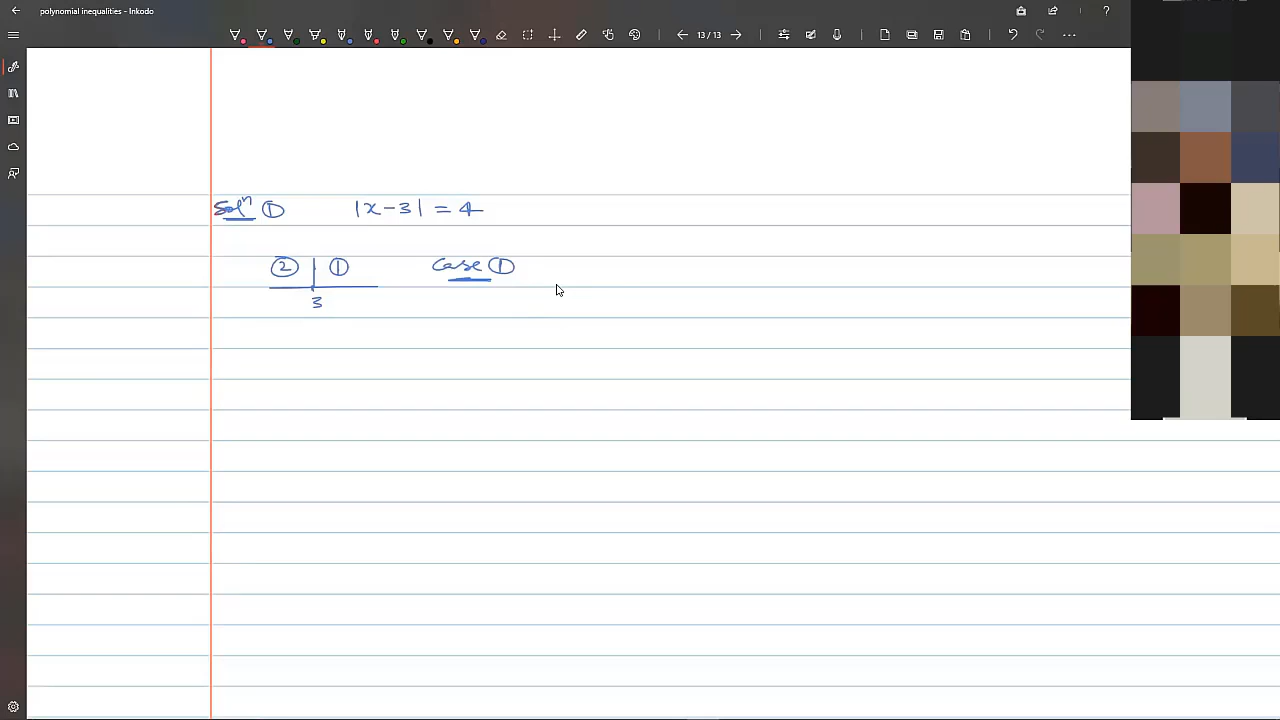 polynomial inequalities - Inkodo
13 / 13
Solⁿ ① |x-3| = 4
② | ① Case ①
3